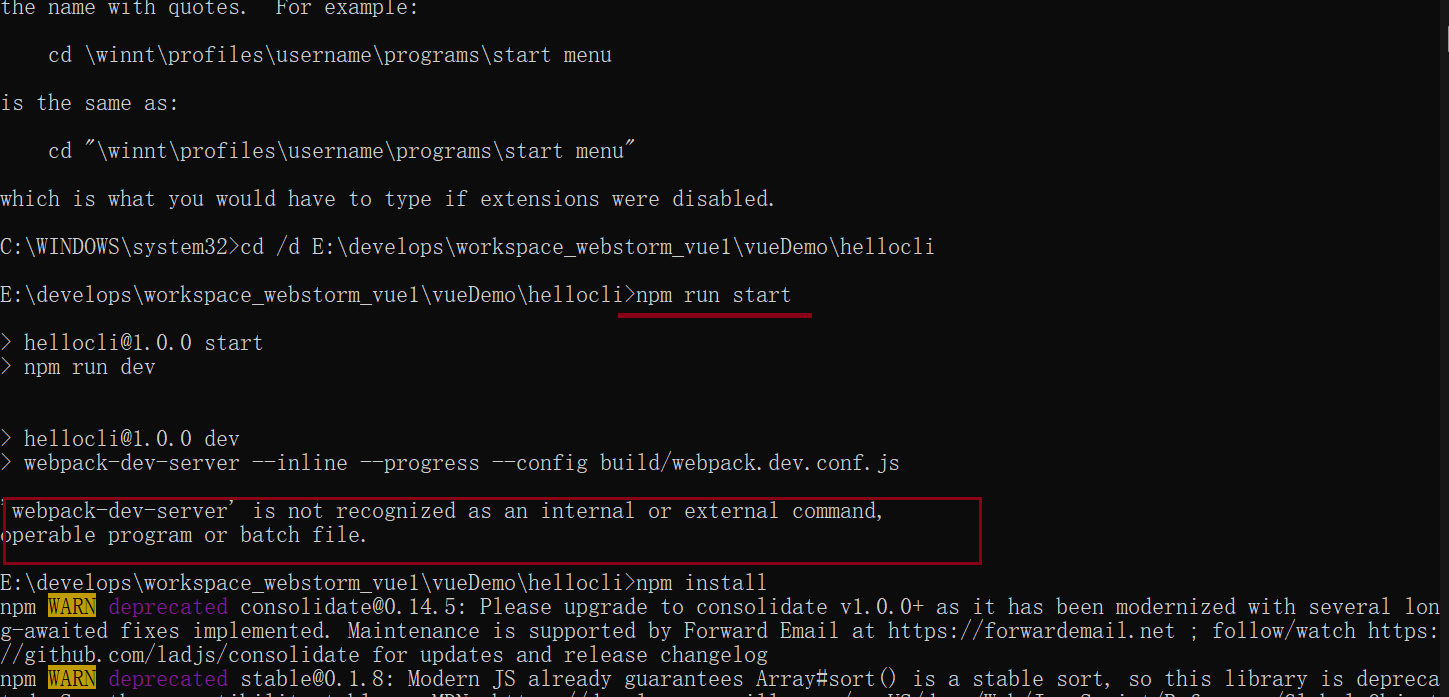 the name with quotes.  For example:
cd \winnt\profiles\username\programs\start menu
is the same as:
cd "\winnt\profiles\username\programs\start menu"
which is what you would have to type if extensions were disabled.
C:\WINDOWS\system32>cd /d E:\develops\workspace_webstorm_vue1\vueDemo\hellocli
E:\develops\workspace_webstorm_vue1\vueDemo\hellocli>npm run start
> hellocli@1.0.0 start
> npm run dev
> hellocli@1.0.0 dev
> webpack-dev-server --inline --progress --config build/webpack.dev.conf.js
'webpack-dev-server' is not recognized as an internal or external command,
operable program or batch file.
E:\develops\workspace_webstorm_vue1\vueDemo\hellocli>npm install
npm WARN deprecated consolidate@0.14.5: Please upgrade to consolidate v1.0.0+ as it has been modernized with several lon
g-awaited fixes implemented. Maintenance is supported by Forward Email at https://forwardemail.net ; follow/watch https:
//github.com/ladjs/consolidate for updates and release changelog
npm WARN deprecated stable@0.1.8: Modern JS already guarantees Array#sort() is a stable sort, so this library is depreca